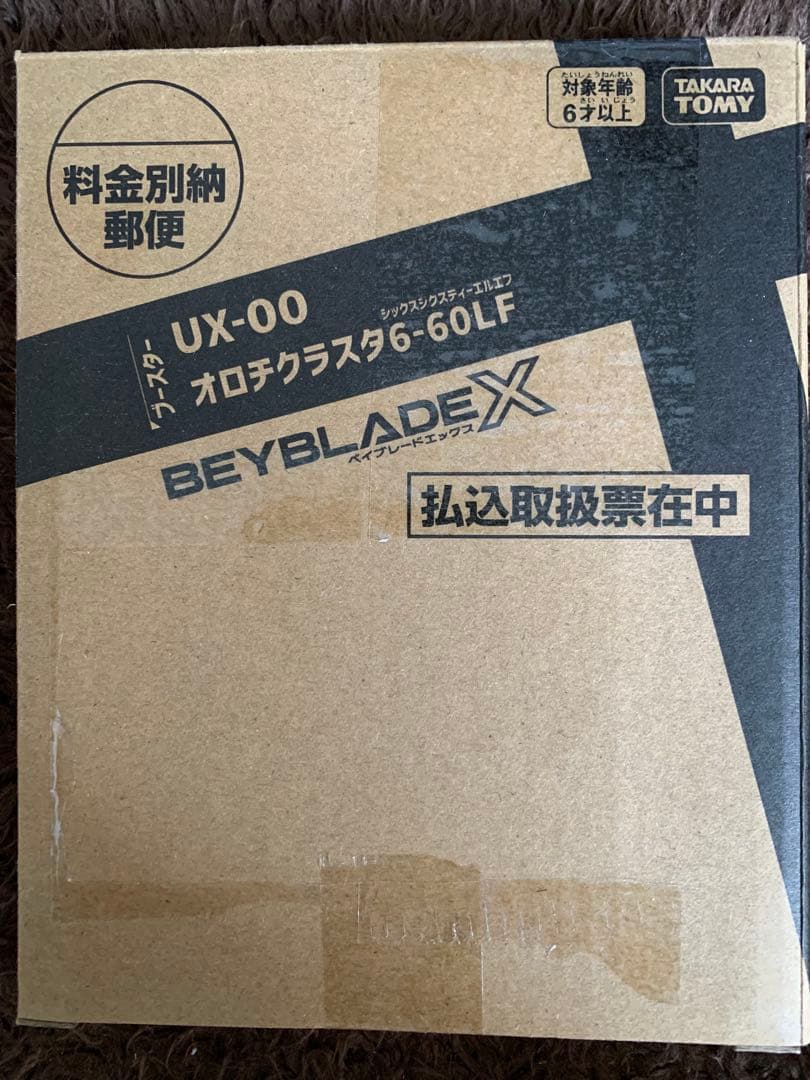 たいしょうねんれい
対象年齢
さいいじょう
6才以上
TAKARA
TOMY
料金別納
郵便
ブースター
UX-00
シックスシクスティーエルエフ
オロチクラスタ6-60LF
BEYBLADE X
ベイブレードエックス
払込取扱票在中